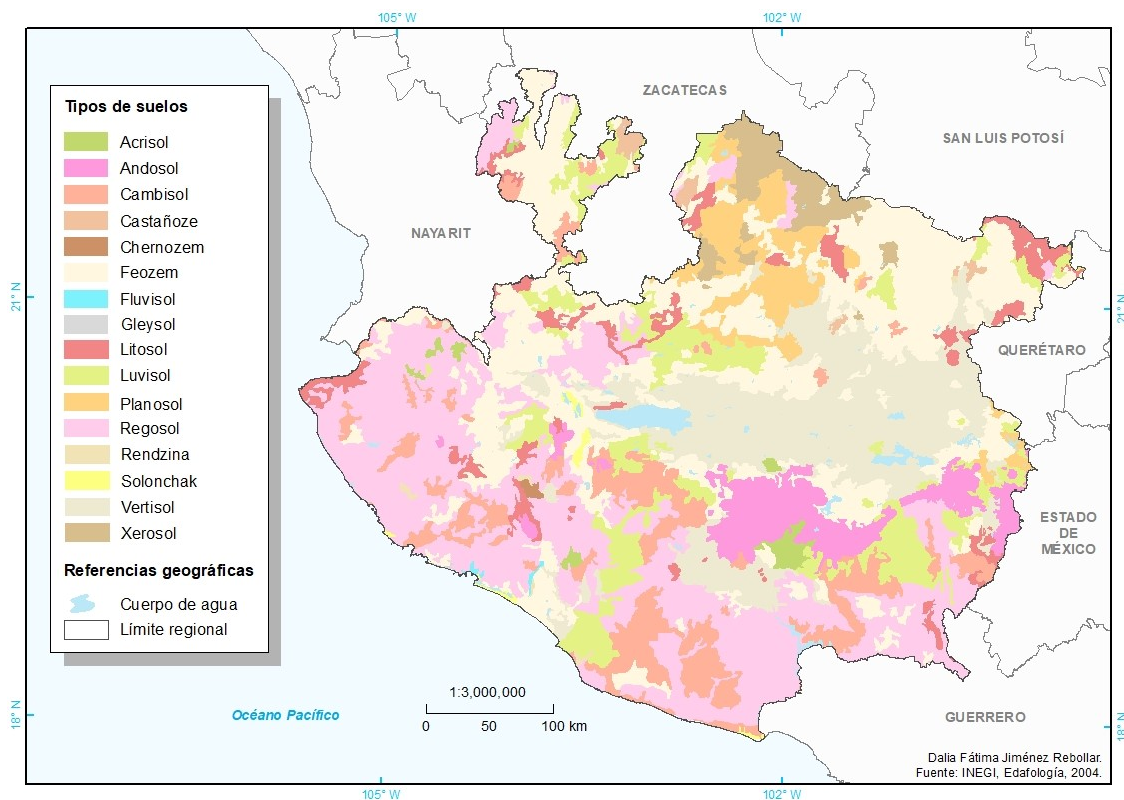 105° W
102° W
ZACATECAS
SAN LUIS POTOSÍ
Tipos de suelos
Acrisol
Andosol
Cambisol
Castañoze
Chernozem
Feozem
Fluvisol
Gleysol
Litosol
Luvisol
Planosol
Regosol
Rendzina
Solonchak
Vertisol
Xerosol
Referencias geográficas
Cuerpo de agua
Límite regional
NAYARIT
21° N
21° N
QUERÉTARO
ESTADO
DE
MÉXICO
1:3,000,000
0 50 100 km
Océano Pacífico
18° N
18° N
GUERRERO
Dalia Fátima Jiménez Rebollar.
Fuente: INEGI, Edafología, 2004.
105° W
102° W